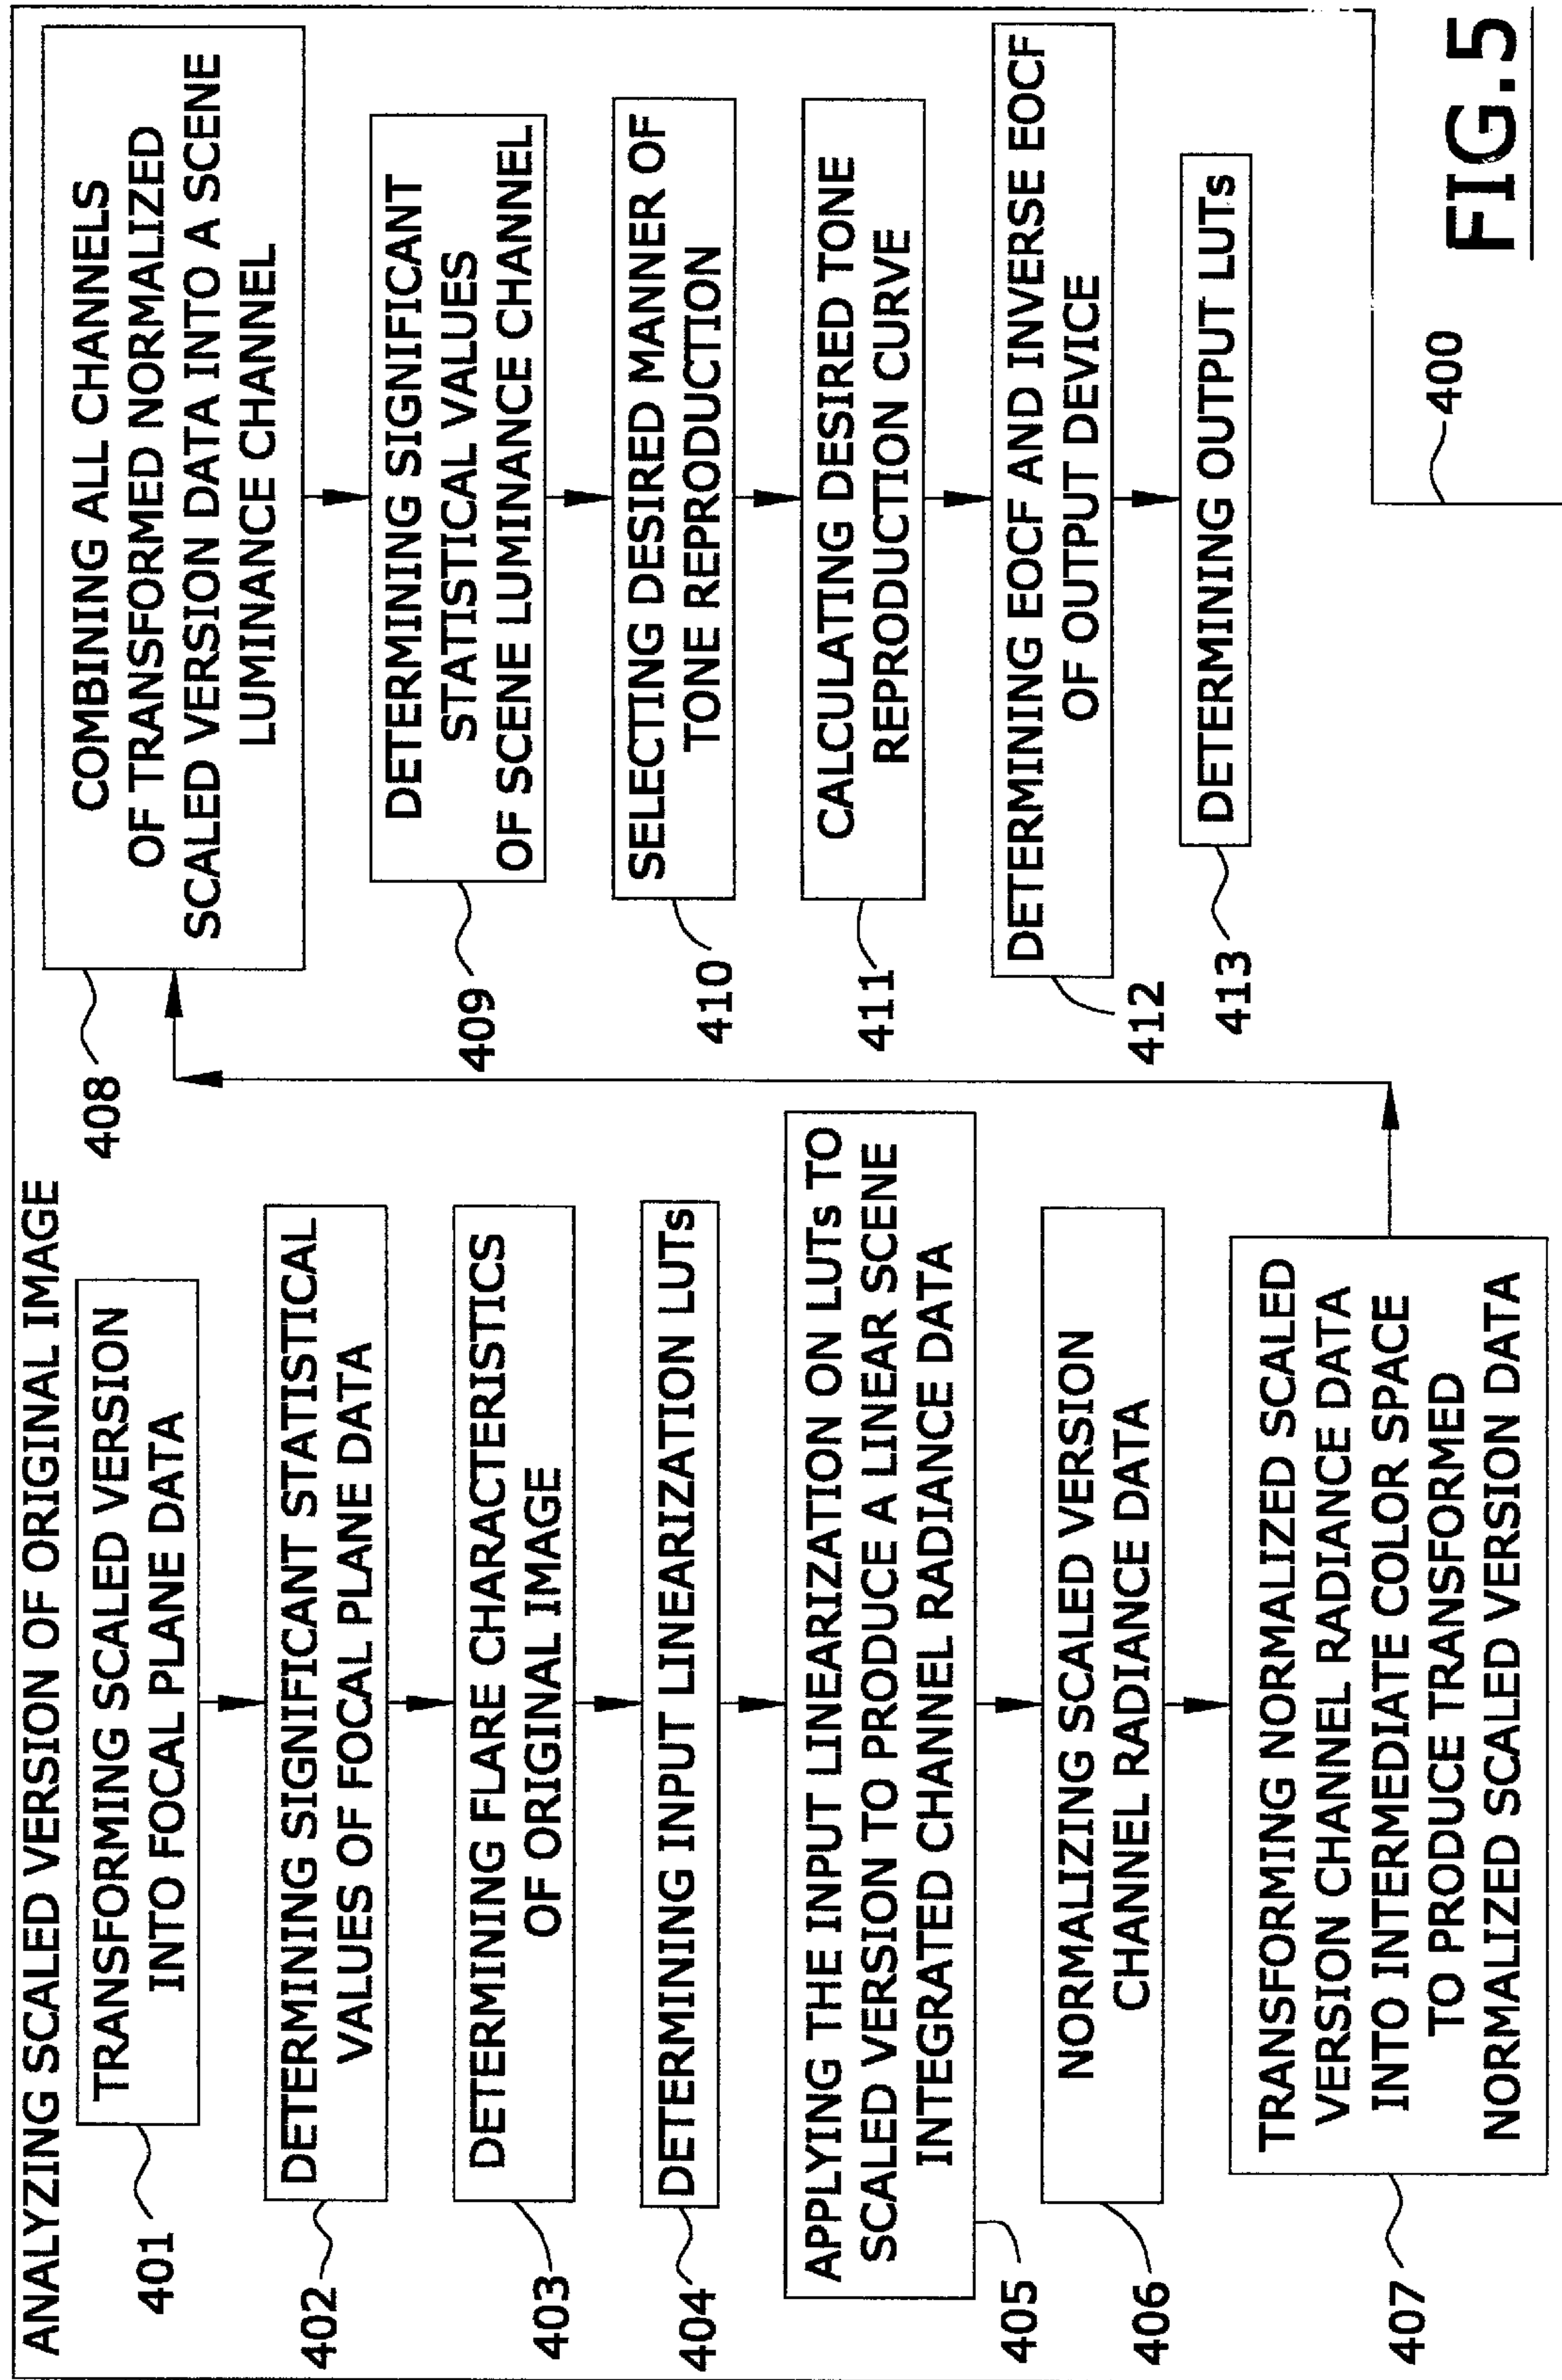 ANALYZING SCALED VERSION OF ORIGINAL IMAGE
TRANSFORMING SCALED VERSION
INTO FOCAL PLANE DATA
401
DETERMINING SIGNIFICANT STATISTICAL
VALUES OF FOCAL PLANE DATA
402
DETERMINING FLARE CHARACTERISTICS
OF ORIGINAL IMAGE
403
DETERMINING INPUT LINEARIZATION LUTs
404
APPLYING THE INPUT LINEARIZATION ON LUTs TO
SCALED VERSION TO PRODUCE A LINEAR SCENE
INTEGRATED CHANNEL RADIANCE DATA
405
NORMALIZING SCALED VERSION
CHANNEL RADIANCE DATA
406
TRANSFORMING NORMALIZED SCALED
VERSION CHANNEL RADIANCE DATA
INTO INTERMEDIATE COLOR SPACE
TO PRODUCE TRANSFORMED
NORMALIZED SCALED VERSION DATA
407
COMBINING ALL CHANNELS
OF TRANSFORMED NORMALIZED
SCALED VERSION DATA INTO A SCENE
LUMINANCE CHANNEL
408
DETERMINING SIGNIFICANT
STATISTICAL VALUES
OF SCENE LUMINANCE CHANNEL
409
SELECTING DESIRED MANNER OF
TONE REPRODUCTION
410
CALCULATING DESIRED TONE
REPRODUCTION CURVE
411
DETERMINING EOCF AND INVERSE EOCF
OF OUTPUT DEVICE
412
DETERMINING OUTPUT LUTs
413
400
FIG.5